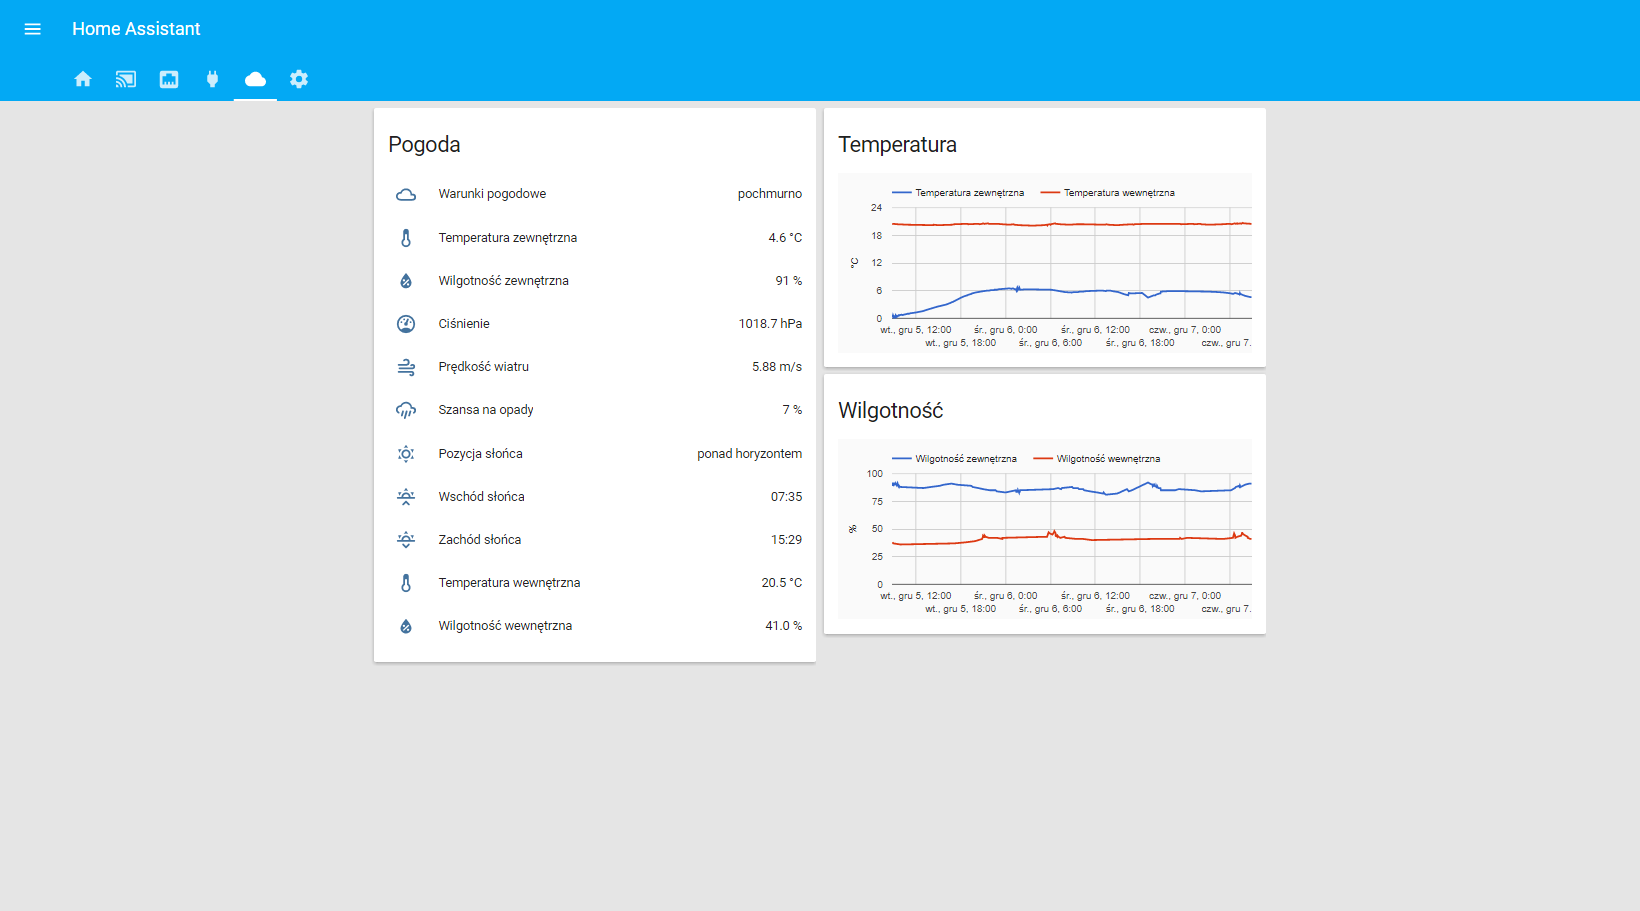 Home Assistant
Pogoda
Warunki pogodowe pochmurno
Temperatura zewnętrzna 4.6 °C
Wilgotność zewnętrzna 91 %
Ciśnienie 1018.7 hPa
Prędkość wiatru 5.88 m/s
Szansa na opady 7 %
Pozycja słońca ponad horyzontem
Wschód słońca 07:35
Zachód słońca 15:29
Temperatura wewnętrzna 20.5 °C
Wilgotność wewnętrzna 41.0 %
Temperatura
Temperatura zewnętrzna Temperatura wewnętrzna
24
18
12
6
0
°C
wt., gru 5, 12:00 śr., gru 6, 0:00 śr., gru 6, 12:00 czw., gru 7, 0:00
wt., gru 5, 18:00 śr., gru 6, 6:00 śr., gru 6, 18:00 czw., gru 7.
Wilgotność
Wilgotność zewnętrzna Wilgotność wewnętrzna
100
75
50
25
0
%
wt., gru 5, 12:00 śr., gru 6, 0:00 śr., gru 6, 12:00 czw., gru 7, 0:00
wt., gru 5, 18:00 śr., gru 6, 6:00 śr., gru 6, 18:00 czw., gru 7.